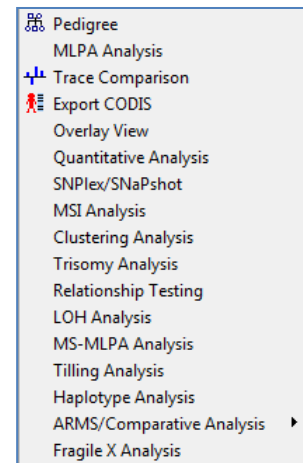 Pedigree
MLPA Analysis
Trace Comparison
Export CODIS
Overlay View
Quantitative Analysis
SNPlex/SNaPshot
MSI Analysis
Clustering Analysis
Trisomy Analysis
Relationship Testing
LOH Analysis
MS-MLPA Analysis
Tilling Analysis
Haplotype Analysis
ARMS/Comparative Analysis
Fragile X Analysis